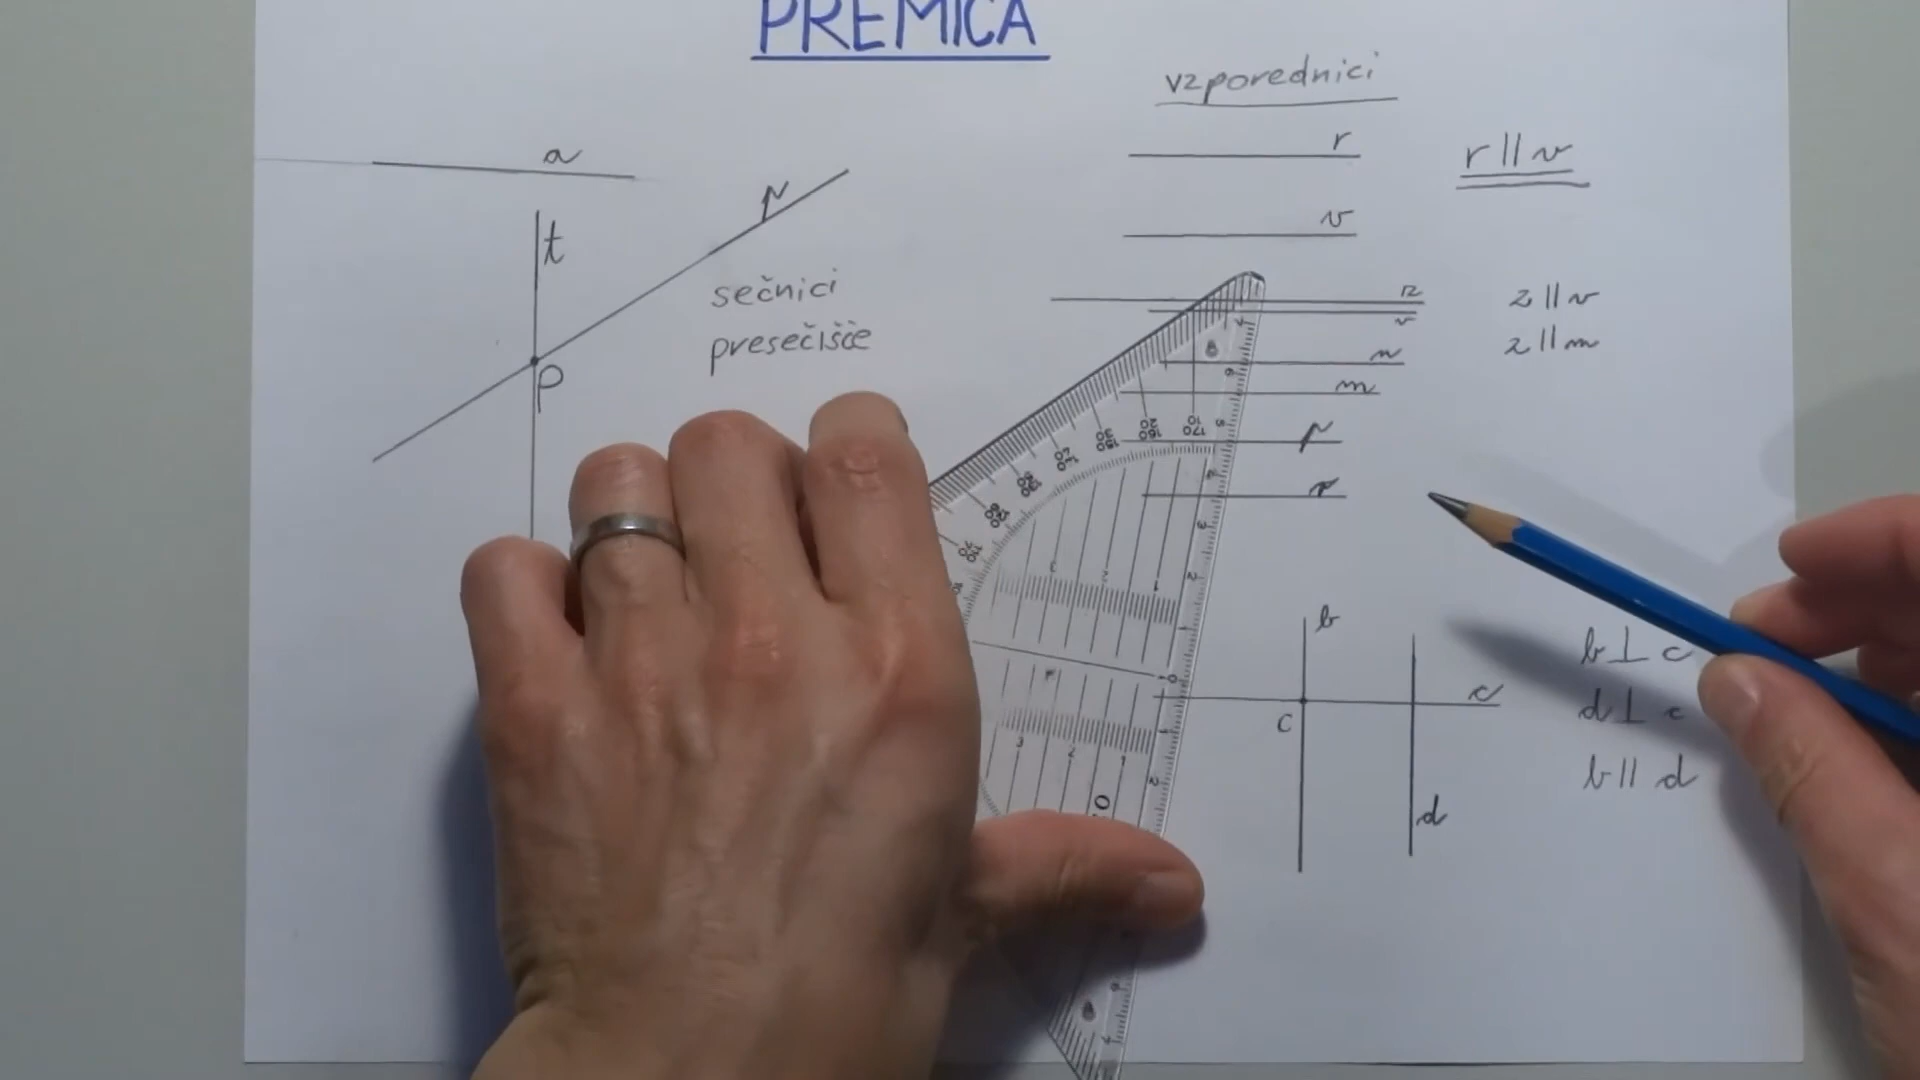 PREMICA
vzporednici
a
r
r || v
p
t
v
sečnici
presečišče
P
z
v
z || v
n
z || m
m
p
r
b
b ⊥ c
c
C
d ⊥ c
b || d
d